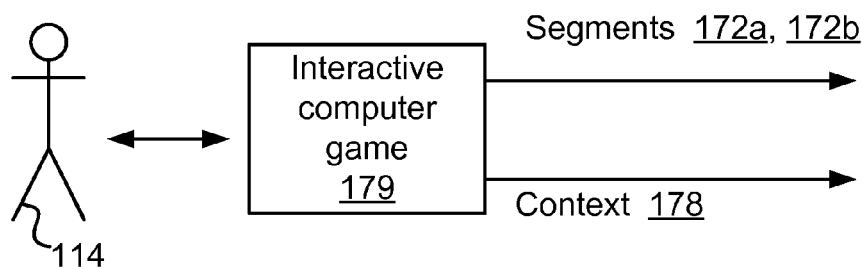 Segments 172a, 172b
Interactive
computer
game
179
Context 178
114